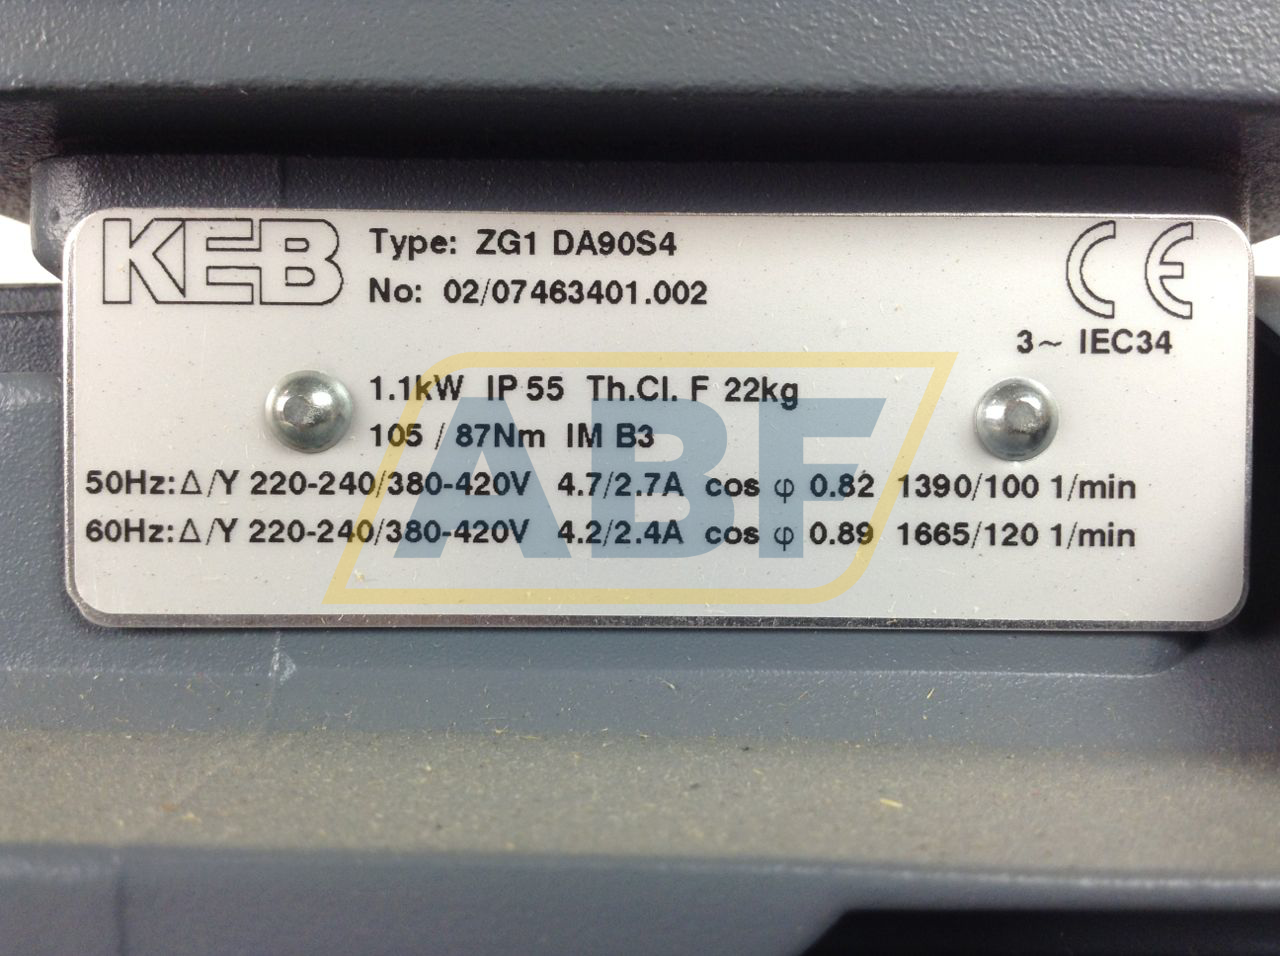 KEB
Type: ZG1 DA90S4
No: 02/07463401.002
CE
3~ IEC34
1.1kW IP 55 Th.Cl. F 22kg
105 / 87Nm IM B3
50Hz:Δ/Y 220-240/380-420V 4.7/2.7A cos φ 0.82 1390/100 1/min
60Hz:Δ/Y 220-240/380-420V 4.2/2.4A cos φ 0.89 1665/120 1/min
ABF